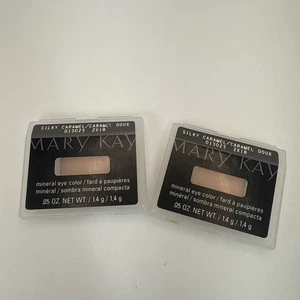 SILKY CARAMEL/CARAMEL DOUX
013023 2X18
MARY KAY
mineral eye color / fard à paupières
minéral / sombra mineral compacta
.05 OZ. NET WT. / 1.4 g / 1,4 g
SILKY CARAMEL/CARAMEL DOUX
013023 2X18
MARY KAY
mineral eye color / fard à paupières
minéral / sombra mineral compacta
.05 OZ. NET WT. / 1.4 g / 1,4 g